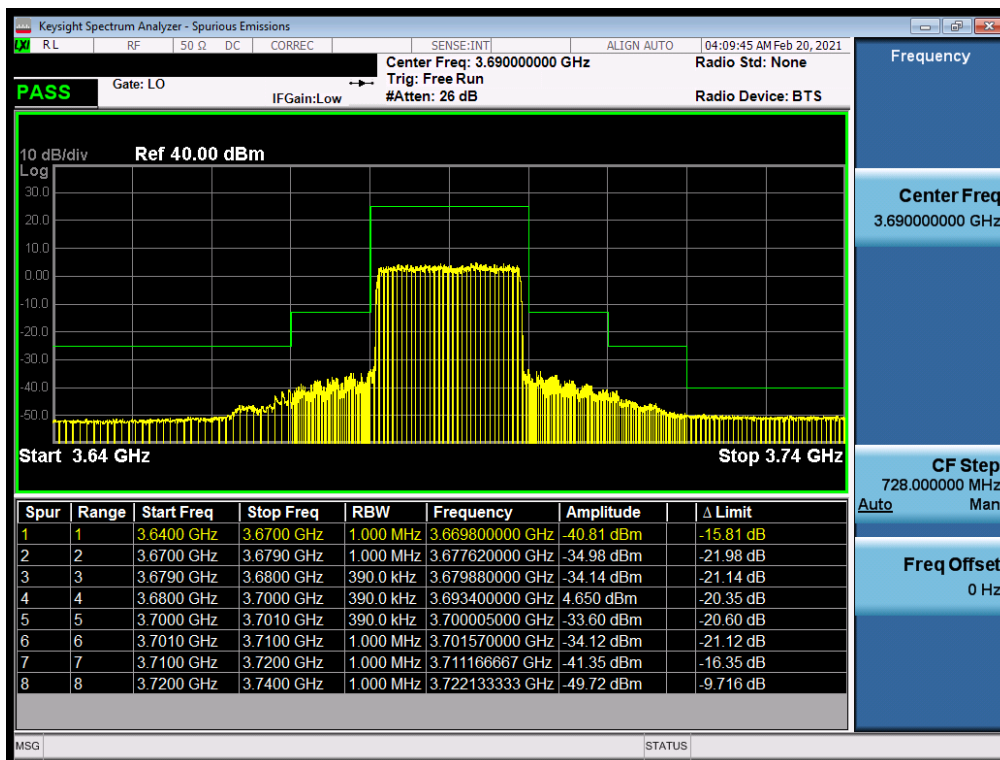 Keysight Spectrum Analyzer - Spurious Emissions
LXI RL RF 50 Ω DC CORREC SENSE:INT ALIGN AUTO 04:09:45 AM Feb 20, 2021
Center Freq: 3.690000000 GHz Radio Std: None
Gate: LO Trig: Free Run
PASS IFGain:Low #Atten: 26 dB Radio Device: BTS
10 dB/div Ref 40.00 dBm
Log
30.0
20.0
10.0
0.00
-10.0
-20.0
-30.0
-40.0
-50.0
Start 3.64 GHz Stop 3.74 GHz
Spur Range Start Freq Stop Freq RBW Frequency Amplitude Δ Limit
1 1 3.6400 GHz 3.6700 GHz 1.000 MHz 3.669800000 GHz -40.81 dBm -15.81 dB
2 2 3.6700 GHz 3.6790 GHz 1.000 MHz 3.677620000 GHz -34.98 dBm -21.98 dB
3 3 3.6790 GHz 3.6800 GHz 390.0 kHz 3.679880000 GHz -34.14 dBm -21.14 dB
4 4 3.6800 GHz 3.7000 GHz 390.0 kHz 3.693400000 GHz 4.650 dBm -20.35 dB
5 5 3.7000 GHz 3.7010 GHz 390.0 kHz 3.700005000 GHz -33.60 dBm -20.60 dB
6 6 3.7010 GHz 3.7100 GHz 1.000 MHz 3.701570000 GHz -34.12 dBm -21.12 dB
7 7 3.7100 GHz 3.7200 GHz 1.000 MHz 3.711166667 GHz -41.35 dBm -16.35 dB
8 8 3.7200 GHz 3.7400 GHz 1.000 MHz 3.722133333 GHz -49.72 dBm -9.716 dB
MSG STATUS
Frequency
Center Freq
3.690000000 GHz
CF Step
728.000000 MHz
Auto Man
Freq Offset
0 Hz